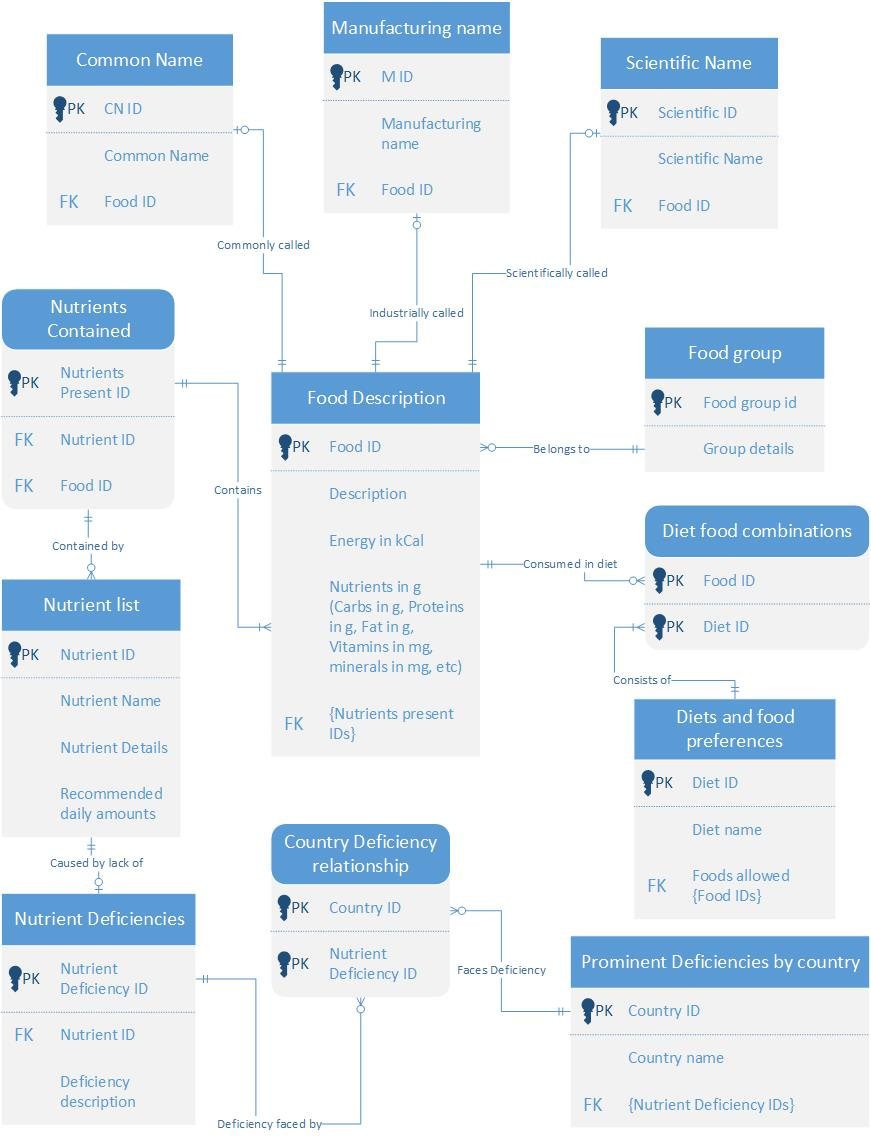 Manufacturing name
PK M ID
Manufacturing
name
FK Food ID
Common Name
PK CN ID
Common Name
FK Food ID
Scientific Name
PK Scientific ID
Scientific Name
FK Food ID
Commonly called
Industrially called
Scientifically called
Nutrients
Contained
PK Nutrients
Present ID
FK Nutrient ID
FK Food ID
Contains
Contained by
Food Description
PK Food ID
Description
Energy in kCal
Nutrients in g
(Carbs in g, Proteins
in g, Fat in g,
Vitamins in mg,
minerals in mg, etc)
FK {Nutrients present
IDs}
Belongs to
Food group
PK Food group id
Group details
Consumed in diet
Diet food combinations
PK Food ID
PK Diet ID
Consists of
Nutrient list
PK Nutrient ID
Nutrient Name
Nutrient Details
Recommended
daily amounts
Caused by lack of
Diets and food
preferences
PK Diet ID
Diet name
FK Foods allowed
{Food IDs}
Nutrient Deficiencies
PK Nutrient
Deficiency ID
FK Nutrient ID
Deficiency
description
Deficiency faced by
Country Deficiency
relationship
PK Country ID
PK Nutrient
Deficiency ID
Faces Deficiency
Prominent Deficiencies by country
PK Country ID
Country name
FK {Nutrient Deficiency IDs}